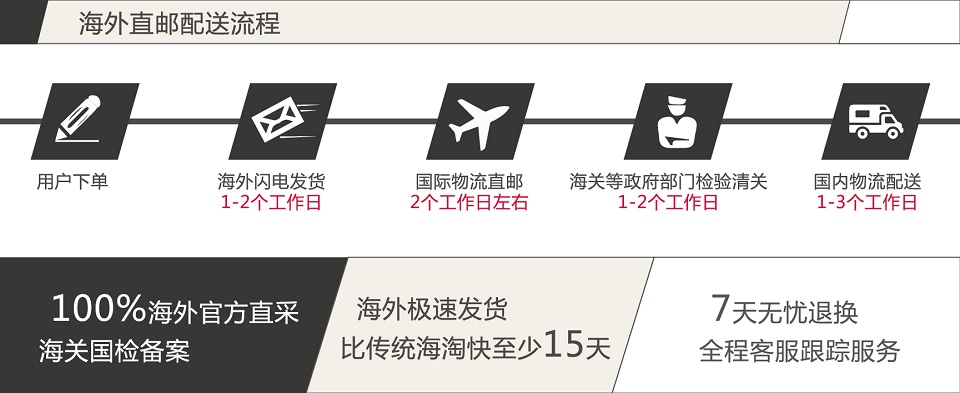 海外直邮配送流程
用户下单
海外闪电发货
1-2个工作日
国际物流直邮
2个工作日左右
海关等政府部门检验清关
1-2个工作日
国内物流配送
1-3个工作日
100%海外官方直采
海关国检备案
海外极速发货
比传统海淘快至少15天
7天无忧退换
全程客服跟踪服务